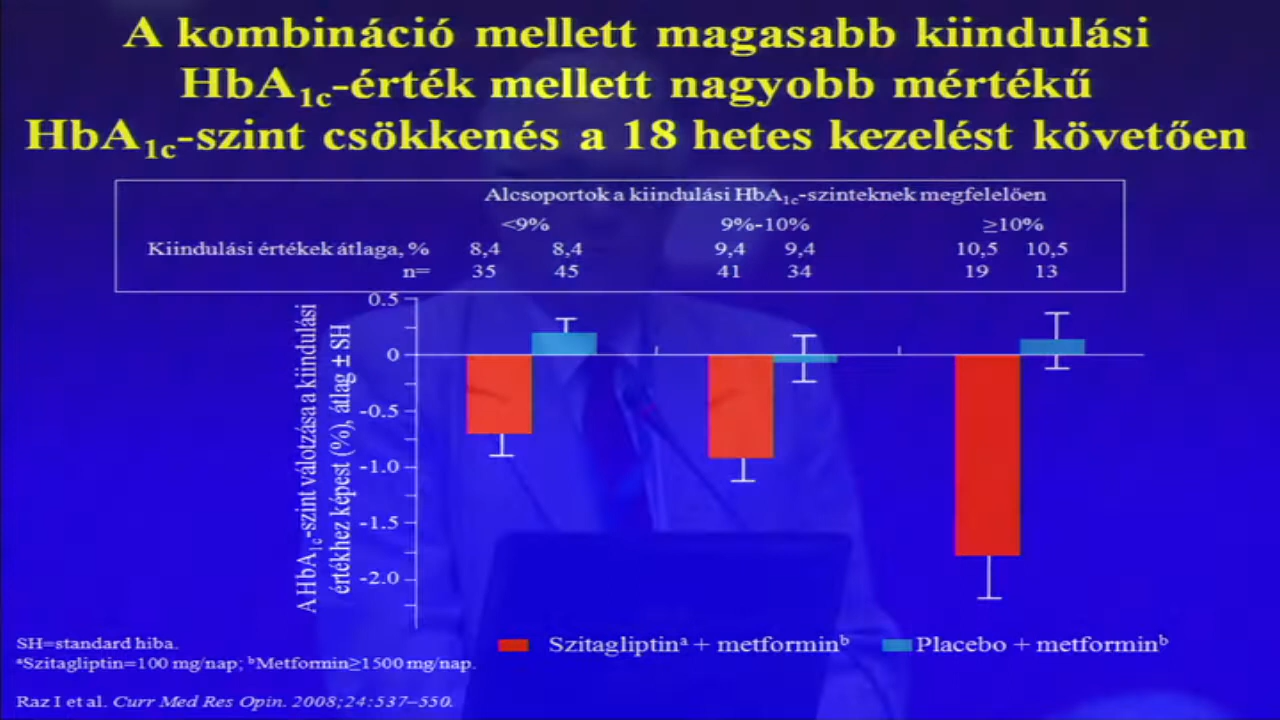 A kombináció mellett magasabb kiindulási
HbA1c-érték mellett nagyobb mértékű
HbA1c-szint csökkenés a 18 hetes kezelést követően
Alcsoportok a kiindulási HbA1c-szinteknek megfelelően
<9% 9%-10% ≥10%
Kiindulási értékek átlaga, % 8,4 8,4 9,4 9,4 10,5 10,5
n= 35 45 41 34 19 13
A HbA1c-szint válotzása a kiindulási
értékhez képest (%), átlag ± SH
0.5
0
-0.5
-1.0
-1.5
-2.0
Szitagliptinᵃ + metforminᵇ Placebo + metforminᵇ
SH=standard hiba.
ᵃSzitagliptin=100 mg/nap; ᵇMetformin≥1500 mg/nap.
Raz I et al. Curr Med Res Opin. 2008;24:537–550.